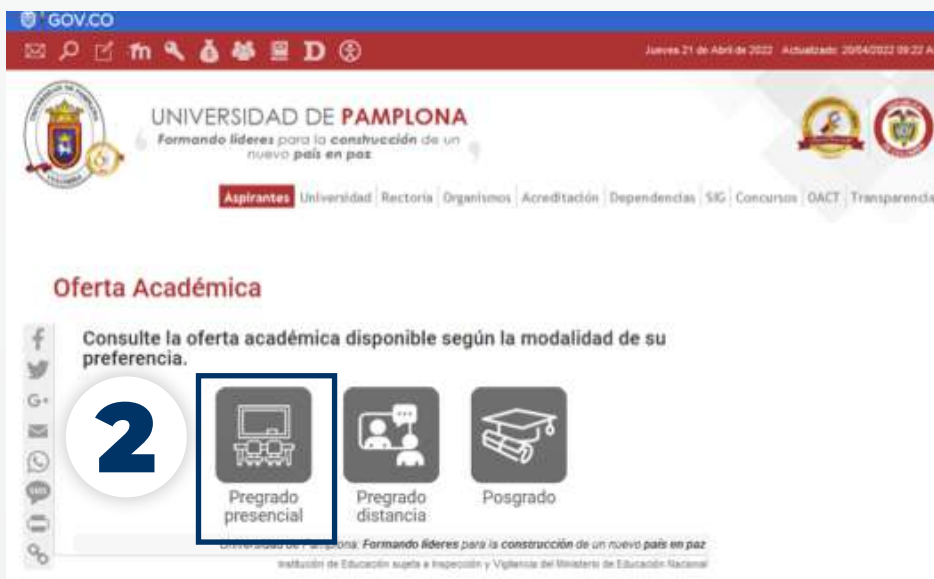 GOV.CO
Jueves 21 de Abril de 2022 Actualizado: 20/04/2022 09:22 A
UNIVERSIDAD DE PAMPLONA
Formando líderes para la construcción de un
nuevo país en paz
Aspirantes Universidad Rectoría Organismos Acreditación Dependencias SIG Concursos OACT Transparencia
Oferta Académica
Consulte la oferta académica disponible según la modalidad de su
preferencia.
2
Pregrado
presencial
Pregrado
distancia
Posgrado
Universidad de Pamplona: Formando líderes para la construcción de un nuevo país en paz
Institución de Educación sujeta a Inspección y Vigilancia del Ministerio de Educación Nacional